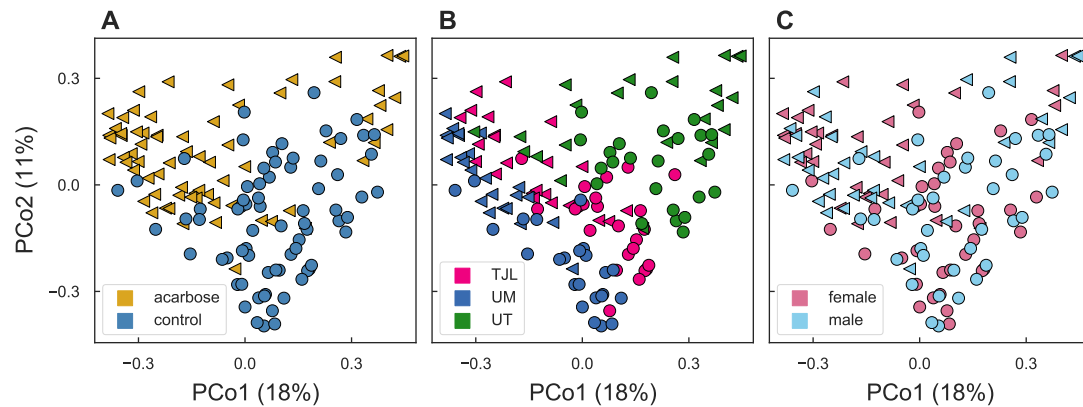 A B C
PCo2 (11%)
0.3
0.0
−0.3
acarbose
control
TJL
UM
UT
female
male
−0.3 0.0 0.3 −0.3 0.0 0.3 −0.3 0.0 0.3
PCo1 (18%) PCo1 (18%) PCo1 (18%)